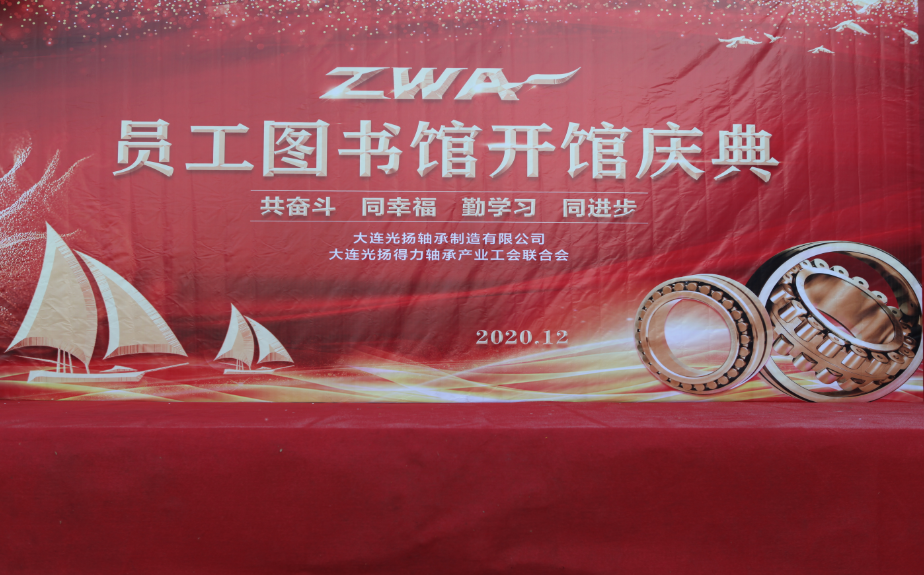 ZWA
员工图书馆开馆庆典
共奋斗 同幸福 勤学习 同进步
大连光扬轴承制造有限公司
大连光扬得力轴承产业工会联合会
2020.12